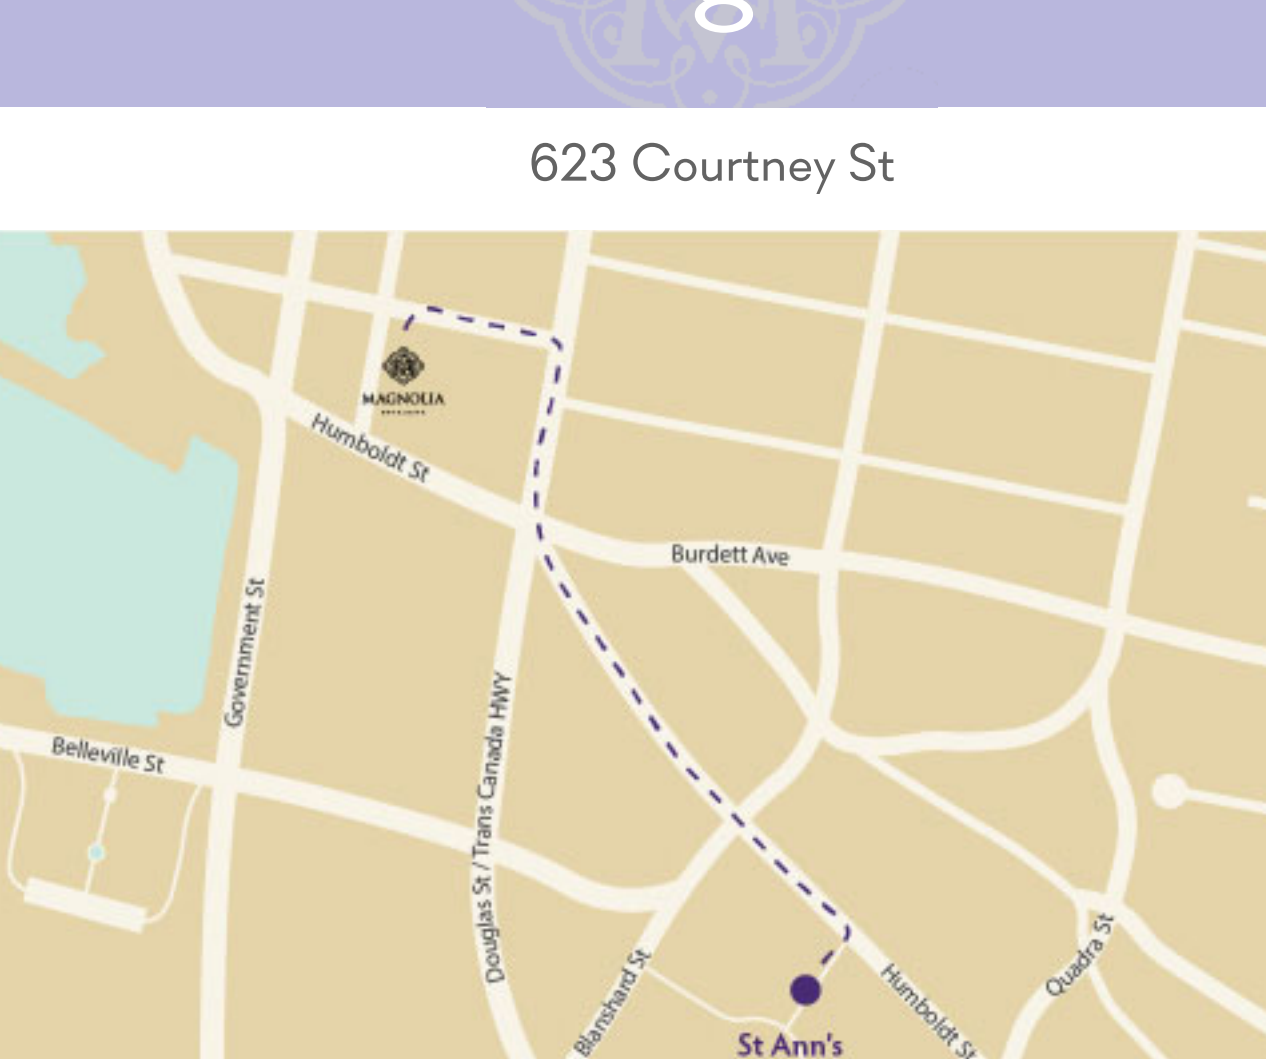 623 Courtney St
MAGNOLIA
Humboldt St
Burdett Ave
Government St
Belleville St
Douglas St / Trans Canada HWY
Blanshard St
Humboldt St
Quadra St
St Ann's